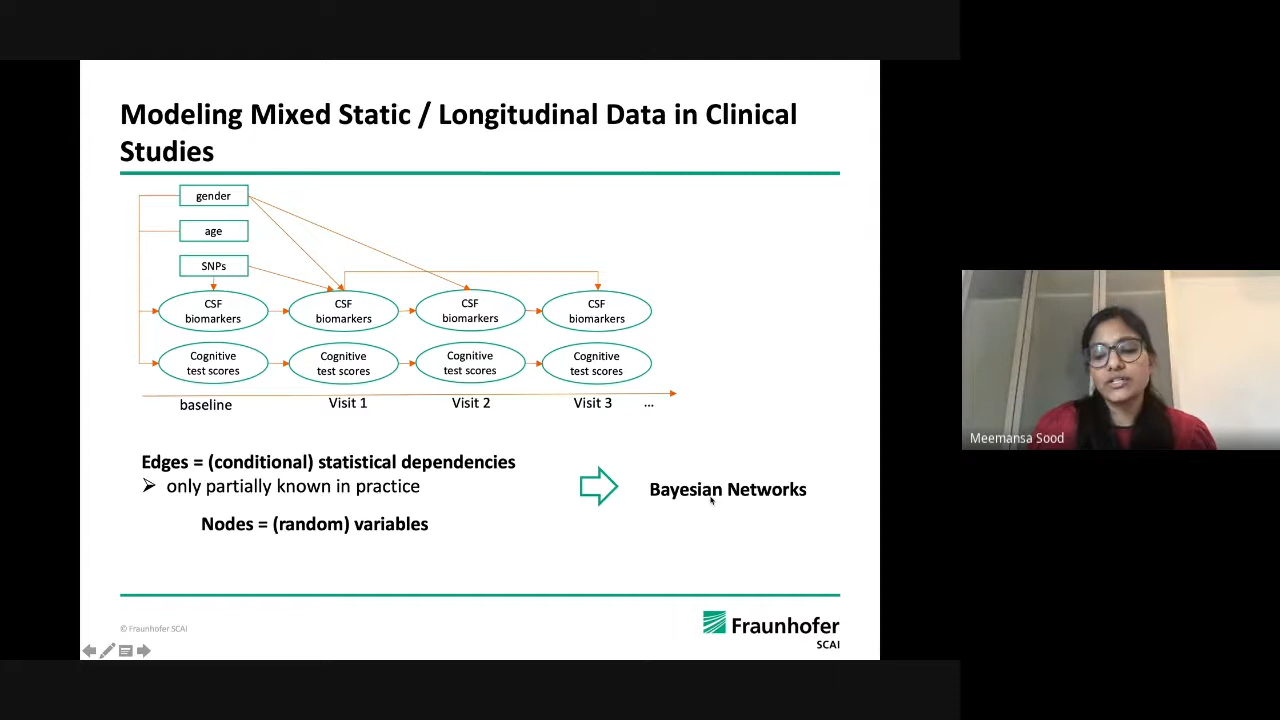 Modeling Mixed Static / Longitudinal Data in Clinical
Studies
gender
age
SNPs
CSF
biomarkers
CSF
biomarkers
CSF
biomarkers
CSF
biomarkers
Cognitive
test scores
Cognitive
test scores
Cognitive
test scores
Cognitive
test scores
baseline
Visit 1
Visit 2
Visit 3
...
Edges = (conditional) statistical dependencies
only partially known in practice
Nodes = (random) variables
Bayesian Networks
© Fraunhofer SCAI
Fraunhofer
SCAI
Meemansa Sood